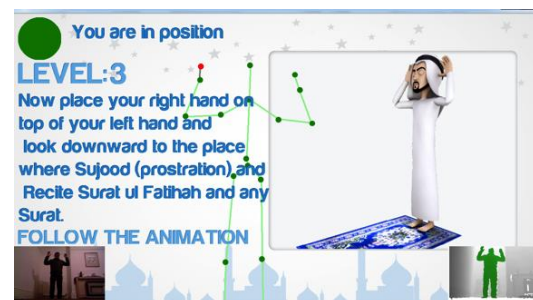 You are in position
LEVEL:3
Now place your right hand on
top of your left hand and
look downward to the place
where Sujood (prostration) and
Recite Surat ul Fatihah and any
Surat.
FOLLOW THE ANIMATION